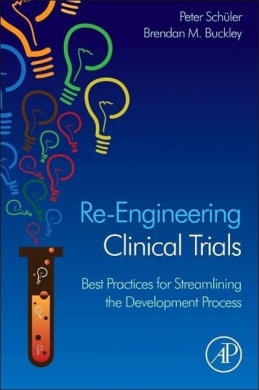 Peter Schüler
Brendan M. Buckley
Re-Engineering
Clinical Trials
Best Practices for Streamlining
the Development Process
AP